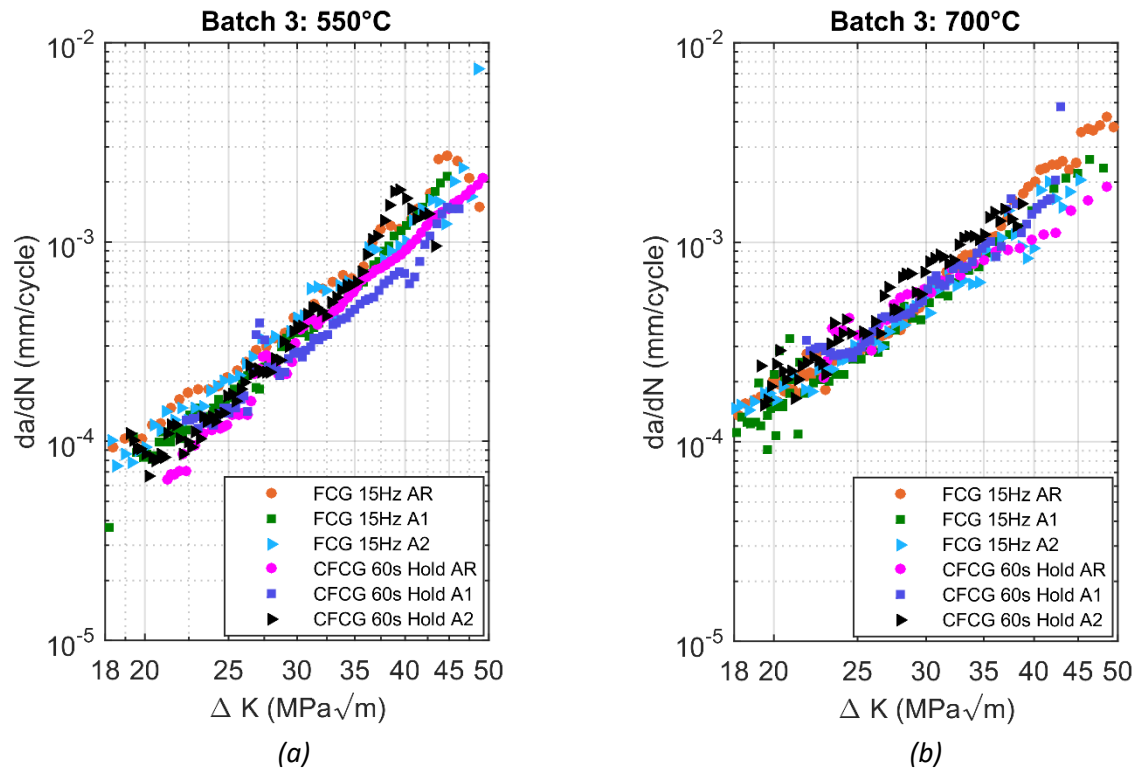 Batch 3: 550°C
10^-2
10^-3
10^-4
10^-5
da/dN (mm/cycle)
18 20 25 30 35 40 45 50
Δ K (MPa√m)
FCG 15Hz AR
FCG 15Hz A1
FCG 15Hz A2
CFCG 60s Hold AR
CFCG 60s Hold A1
CFCG 60s Hold A2
(a)
Batch 3: 700°C
10^-2
10^-3
10^-4
10^-5
da/dN (mm/cycle)
18 20 25 30 35 40 45 50
Δ K (MPa√m)
FCG 15Hz AR
FCG 15Hz A1
FCG 15Hz A2
CFCG 60s Hold AR
CFCG 60s Hold A1
CFCG 60s Hold A2
(b)